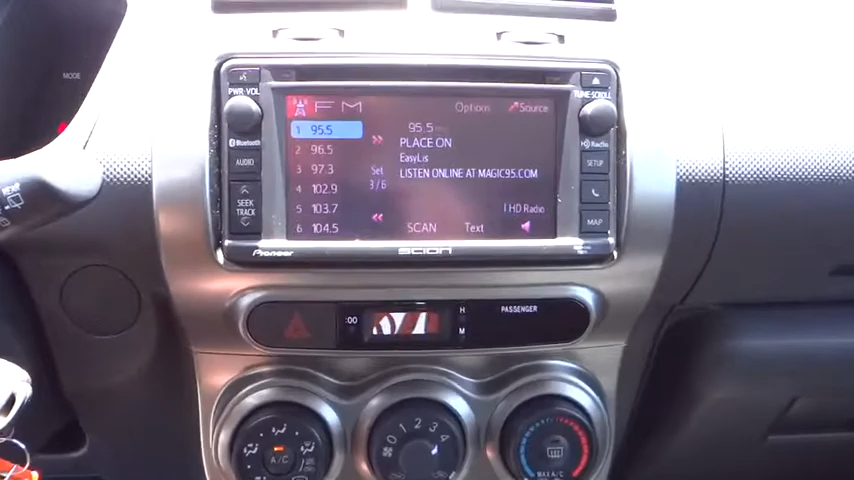 MODE
PWR·VOL
TUNE·SCROLL
FM
Options
Source
1 95.5
2 96.5
3 97.3
4 102.9
5 103.7
6 104.5
Set
3/6
95.5
PLACE ON
EasyLis
LISTEN ONLINE AT MAGIC95.COM
HD Radio
SCAN
Text
Bluetooth
AUDIO
SEEK
TRACK
HD Radio
SETUP
MAP
Pioneer
SCION
:00
H
M
PASSENGER
A/C
0 1 2 3 4
MAX A/C